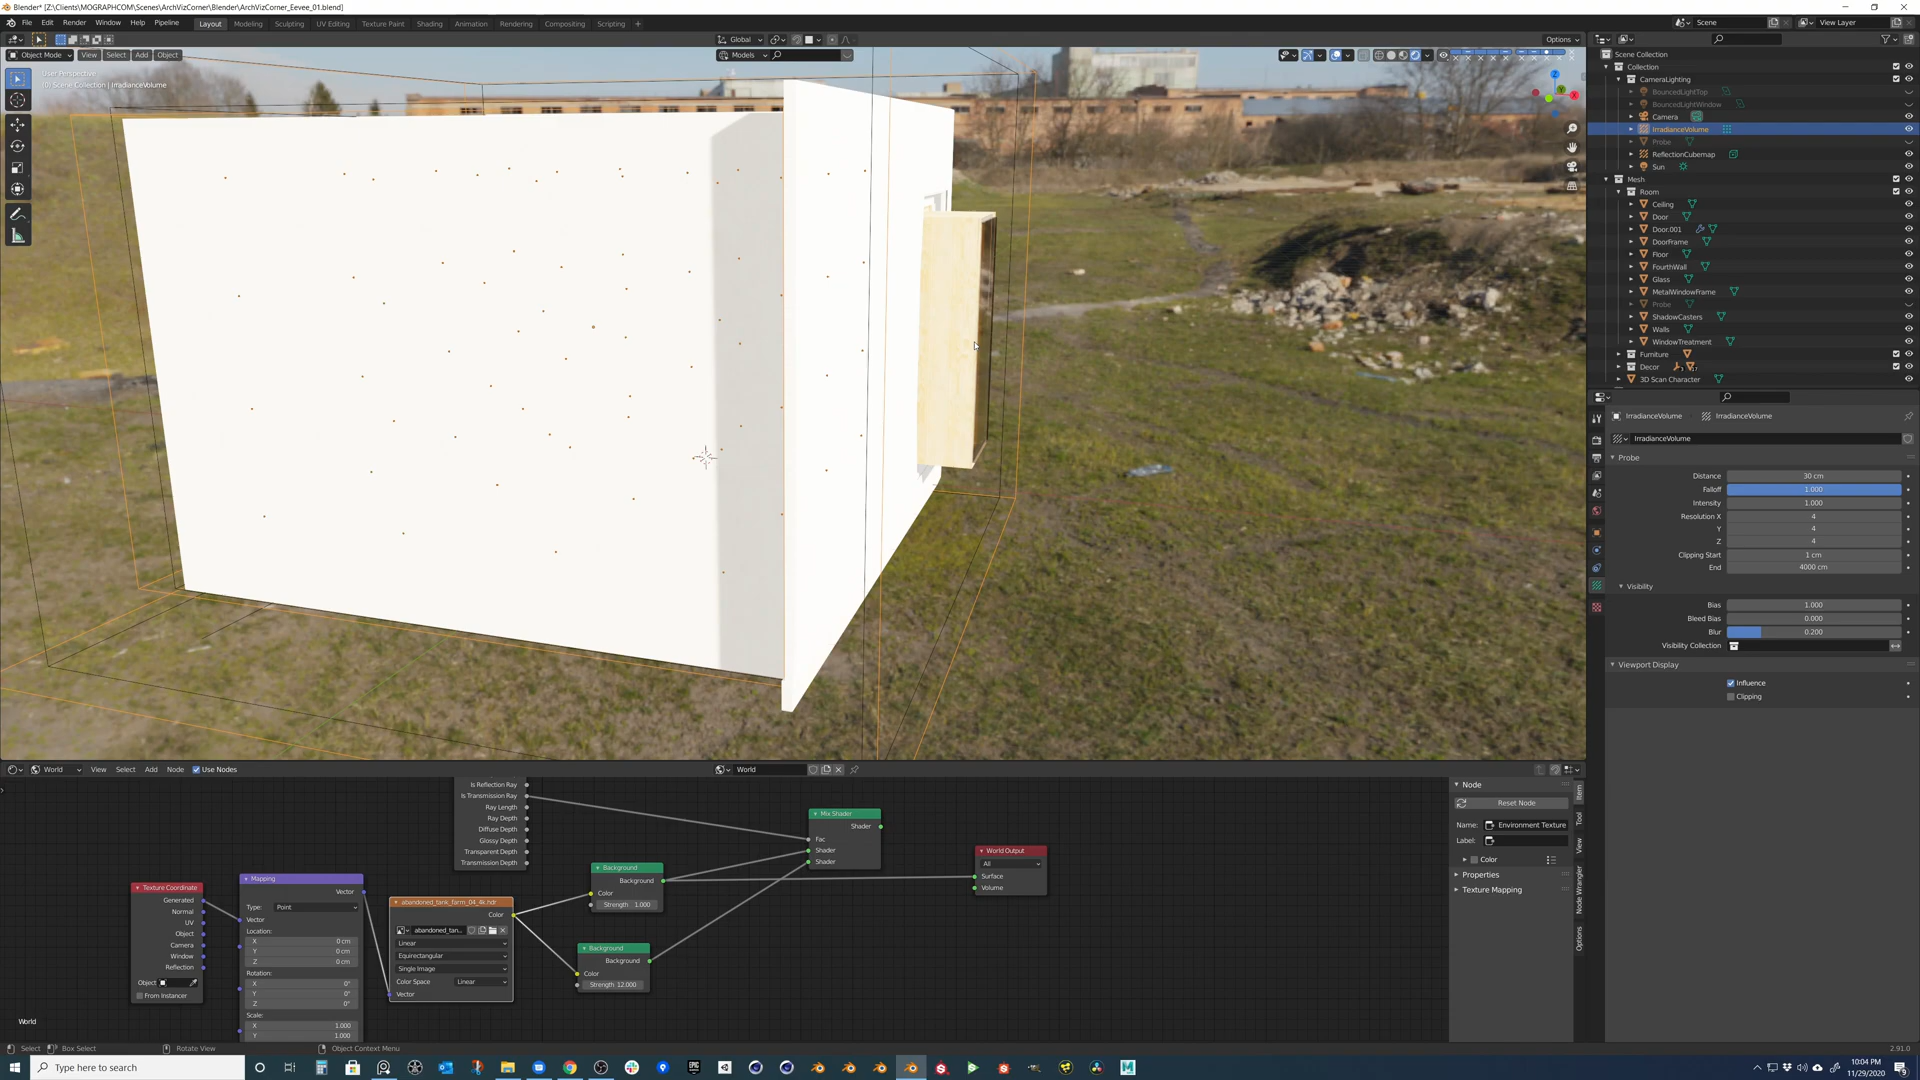 Blender* [Z:\Clients\MOGRAPHCOM\Scenes\ArchVizCorner\Blender\ArchVizCorner_Eevee_01.blend]
File Edit Render Window Help Pipeline Layout Modeling Sculpting UV Editing Texture Paint Shading Animation Rendering Compositing Scripting + Scene View Layer
Global Options
Object Mode View Select Add Object Models
User Perspective
(0) Scene Collection | IrradianceVolume
Scene Collection
Collection
CameraLighting
BouncedLightTop
BouncedLightWindow
Camera
IrradianceVolume
Probe
ReflectionCubemap
Sun
Mesh
Room
Ceiling
Door
Door.001
DoorFrame
Floor
FourthWall
Glass
MetalWindowFrame
Probe
ShadowCasters
Walls
WindowTreatment
Furniture
Decor
3D Scan Character
IrradianceVolume IrradianceVolume
IrradianceVolume
Probe
Distance 30 cm
Falloff 1.000
Intensity 1.000
Resolution X 4
Y 4
Z 4
Clipping Start 1 cm
End 4000 cm
Visibility
Bias 1.000
Bleed Bias 0.000
Blur 0.200
Visibility Collection
Viewport Display
Influence
Clipping
World View Select Add Node Use Nodes World
Is Reflection Ray
Is Transmission Ray
Ray Length
Ray Depth
Diffuse Depth
Glossy Depth
Transparent Depth
Transmission Depth
Texture Coordinate
Generated
Normal
UV
Object
Camera
Window
Reflection
Object
From Instancer
Mapping
Vector
Type: Point
Vector
Location:
X 0 cm
Y 0 cm
Z 0 cm
Rotation:
X 0°
Y 0°
Z 0°
Scale:
X 1.000
Y 1.000
abandoned_tank_farm_04_4k.hdr
Color
abandoned_tan...
Linear
Equirectangular
Single Image
Color Space Linear
Vector
Background
Background
Color
Strength 1.000
Background
Background
Color
Strength 12.000
Mix Shader
Shader
Fac
Shader
Shader
World Output
All
Surface
Volume
Node
Reset Node
Name: Environment Texture
Label:
Color
Properties
Texture Mapping
Item
Tool
View
Node Wrangler
Options
World
Select Box Select Rotate View Object Context Menu 2.91.0
Type here to search
10:04 PM
11/29/2020